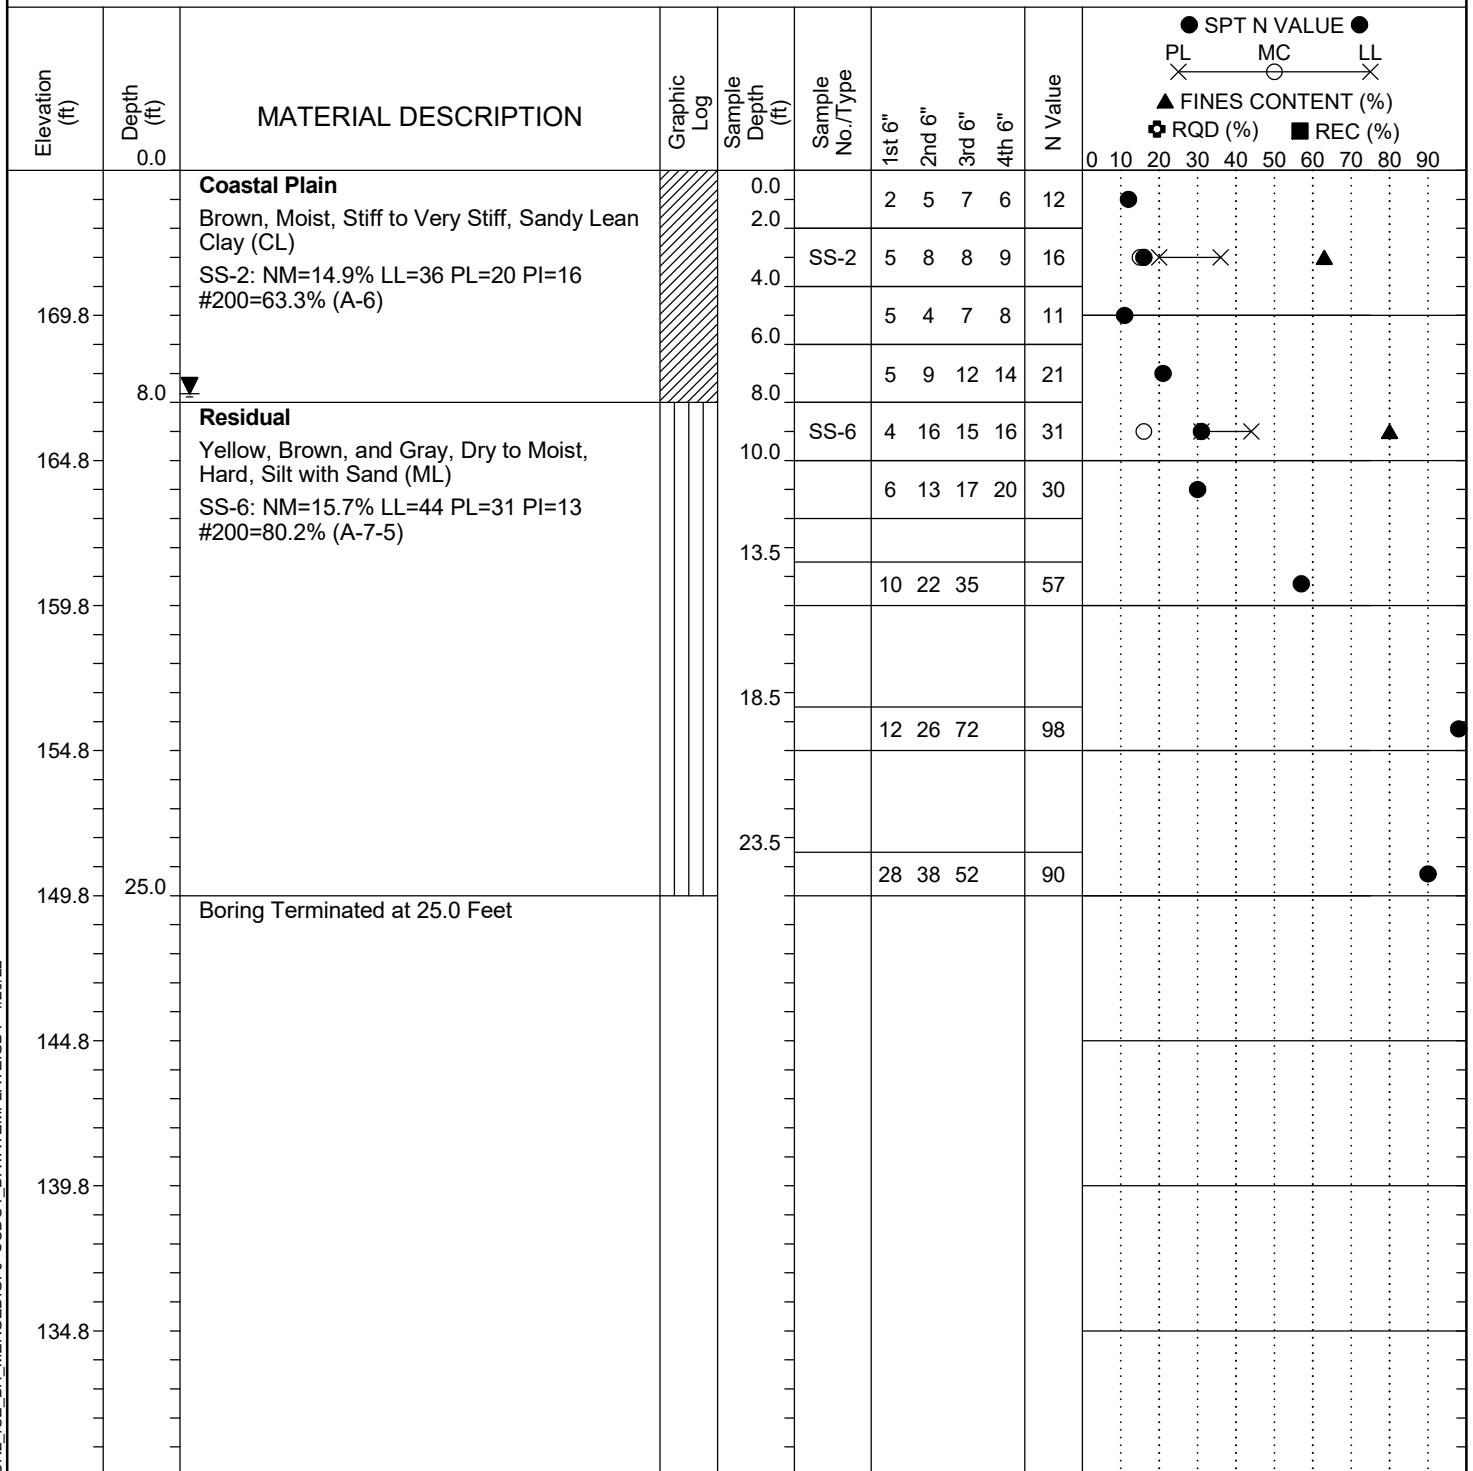 SPT N VALUE
PL MC LL
FINES CONTENT (%)
RQD (%) REC (%)
Elevation (ft)
Depth (ft)
0.0
MATERIAL DESCRIPTION
Graphic Log
Sample Depth (ft)
Sample No./Type
1st 6"
2nd 6"
3rd 6"
4th 6"
N Value
0 10 20 30 40 50 60 70 80 90
Coastal Plain
Brown, Moist, Stiff to Very Stiff, Sandy Lean
Clay (CL)
SS-2: NM=14.9% LL=36 PL=20 PI=16
#200=63.3% (A-6)
0.0
2 5 7 6 12
2.0
SS-2 5 8 8 9 16
4.0
169.8
5 4 7 8 11
6.0
5 9 12 14 21
8.0
8.0
Residual
Yellow, Brown, and Gray, Dry to Moist,
Hard, Silt with Sand (ML)
SS-6: NM=15.7% LL=44 PL=31 PI=13
#200=80.2% (A-7-5)
SS-6 4 16 15 16 31
164.8
10.0
6 13 17 20 30
13.5
10 22 35 57
159.8
18.5
12 26 72 98
154.8
23.5
28 38 52 90
149.8
25.0
Boring Terminated at 25.0 Feet
144.8
139.8
134.8